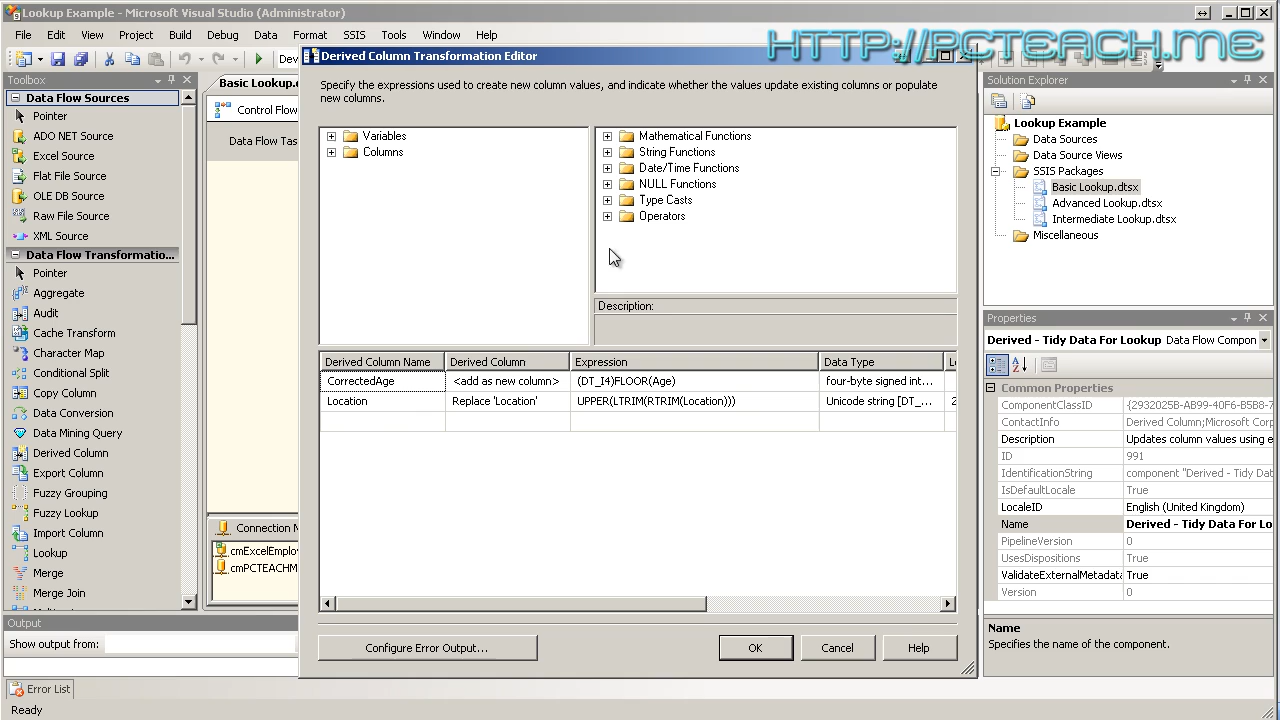 Lookup Example - Microsoft Visual Studio (Administrator)
File Edit View Project Build Debug Data Format SSIS Tools Window Help
HTTP://PCTEACH.ME
Toolbox
Data Flow Sources
Pointer
ADO NET Source
Excel Source
Flat File Source
OLE DB Source
Raw File Source
XML Source
Data Flow Transformatio...
Pointer
Aggregate
Audit
Cache Transform
Character Map
Conditional Split
Copy Column
Data Conversion
Data Mining Query
Derived Column
Export Column
Fuzzy Grouping
Fuzzy Lookup
Import Column
Lookup
Merge
Merge Join
Basic Lookup.d
Control Flow
Data Flow Tas
Connection M
cmExcelEmplo
cmPCTEACHM
Derived Column Transformation Editor
Specify the expressions used to create new column values, and indicate whether the values update existing columns or populate
new columns.
Variables
Columns
Mathematical Functions
String Functions
Date/Time Functions
NULL Functions
Type Casts
Operators
Description:
Derived Column Name Derived Column Expression Data Type
CorrectedAge <add as new column> (DT_I4)FLOOR(Age) four-byte signed int...
Location Replace 'Location' UPPER(LTRIM(RTRIM(Location))) Unicode string [DT_... 2
Configure Error Output...
OK
Cancel
Help
Solution Explorer
Lookup Example
Data Sources
Data Source Views
SSIS Packages
Basic Lookup.dtsx
Advanced Lookup.dtsx
Intermediate Lookup.dtsx
Miscellaneous
Properties
Derived - Tidy Data For Lookup Data Flow Compon
Common Properties
ComponentClassID {2932025B-AB99-40F6-B5B8-7
ContactInfo Derived Column;Microsoft Corp
Description Updates column values using e
ID 991
IdentificationString component "Derived - Tidy Dat
IsDefaultLocale True
LocaleID English (United Kingdom)
Name Derived - Tidy Data For Lo
PipelineVersion 0
UsesDispositions True
ValidateExternalMetadata True
Version 0
Name
Specifies the name of the component.
Output
Show output from:
Error List
Ready